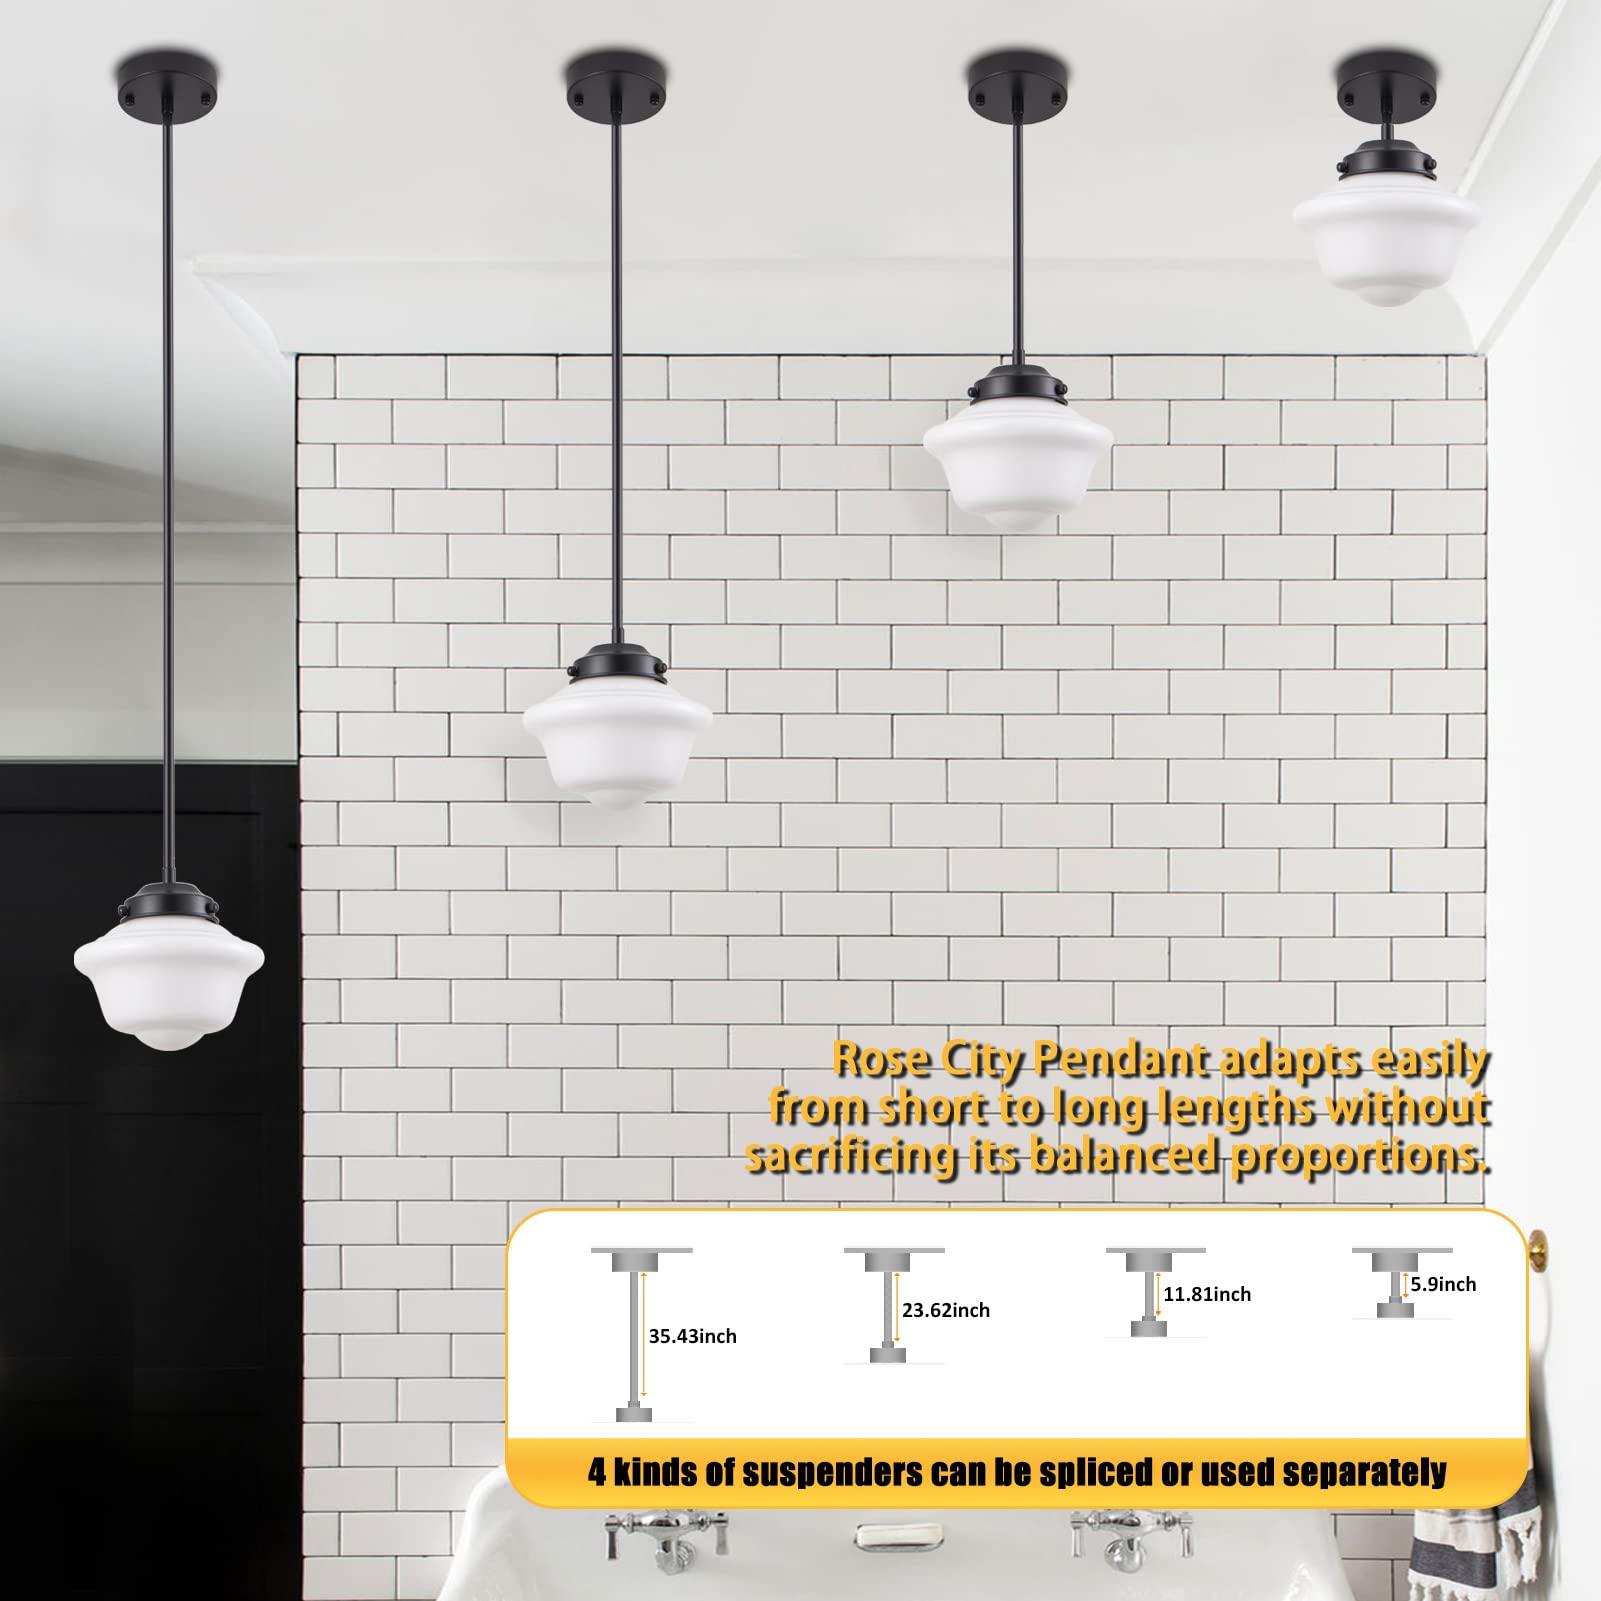 Rose City Pendant adapts easily
from short to long lengths without
sacrificing its balanced proportions.
35.43inch
23.62inch
11.81inch
5.9inch
4 kinds of suspenders can be spliced or used separately